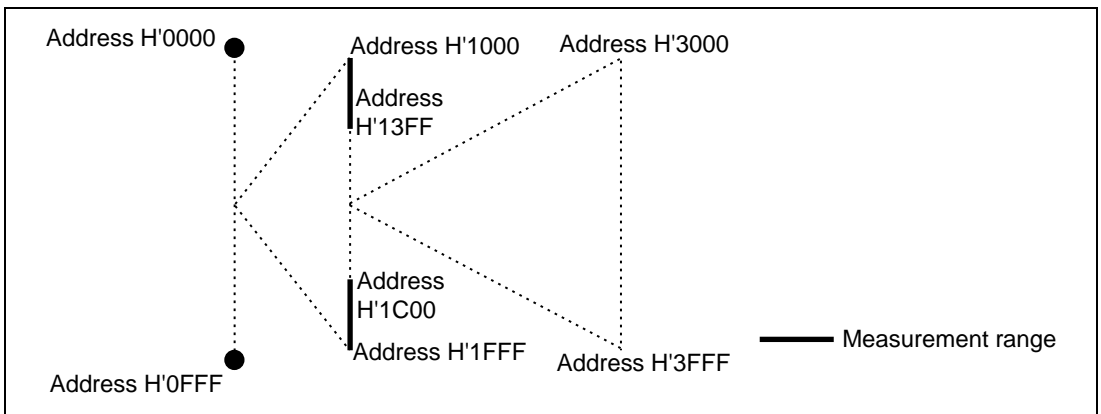 Address H'0000
Address H'1000
Address H'3000
Address
H'13FF
Address
H'1C00
Address H'1FFF
Address H'3FFF
Address H'0FFF
Measurement range